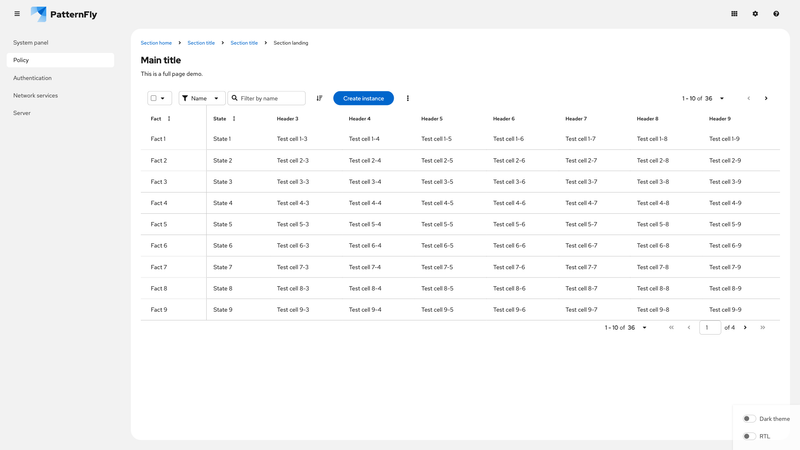 PatternFly
System panel
Policy
Authentication
Network services
Server
Section home Section title Section title Section landing
Main title
This is a full page demo.
Name Filter by name Create instance 1 - 10 of 36
Fact State Header 3 Header 4 Header 5 Header 6 Header 7 Header 8 Header 9
Fact 1 State 1 Test cell 1-3 Test cell 1-4 Test cell 1-5 Test cell 1-6 Test cell 1-7 Test cell 1-8 Test cell 1-9
Fact 2 State 2 Test cell 2-3 Test cell 2-4 Test cell 2-5 Test cell 2-6 Test cell 2-7 Test cell 2-8 Test cell 2-9
Fact 3 State 3 Test cell 3-3 Test cell 3-4 Test cell 3-5 Test cell 3-6 Test cell 3-7 Test cell 3-8 Test cell 3-9
Fact 4 State 4 Test cell 4-3 Test cell 4-4 Test cell 4-5 Test cell 4-6 Test cell 4-7 Test cell 4-8 Test cell 4-9
Fact 5 State 5 Test cell 5-3 Test cell 5-4 Test cell 5-5 Test cell 5-6 Test cell 5-7 Test cell 5-8 Test cell 5-9
Fact 6 State 6 Test cell 6-3 Test cell 6-4 Test cell 6-5 Test cell 6-6 Test cell 6-7 Test cell 6-8 Test cell 6-9
Fact 7 State 7 Test cell 7-3 Test cell 7-4 Test cell 7-5 Test cell 7-6 Test cell 7-7 Test cell 7-8 Test cell 7-9
Fact 8 State 8 Test cell 8-3 Test cell 8-4 Test cell 8-5 Test cell 8-6 Test cell 8-7 Test cell 8-8 Test cell 8-9
Fact 9 State 9 Test cell 9-3 Test cell 9-4 Test cell 9-5 Test cell 9-6 Test cell 9-7 Test cell 9-8 Test cell 9-9
1 - 10 of 36 1 of 4
Dark theme
RTL